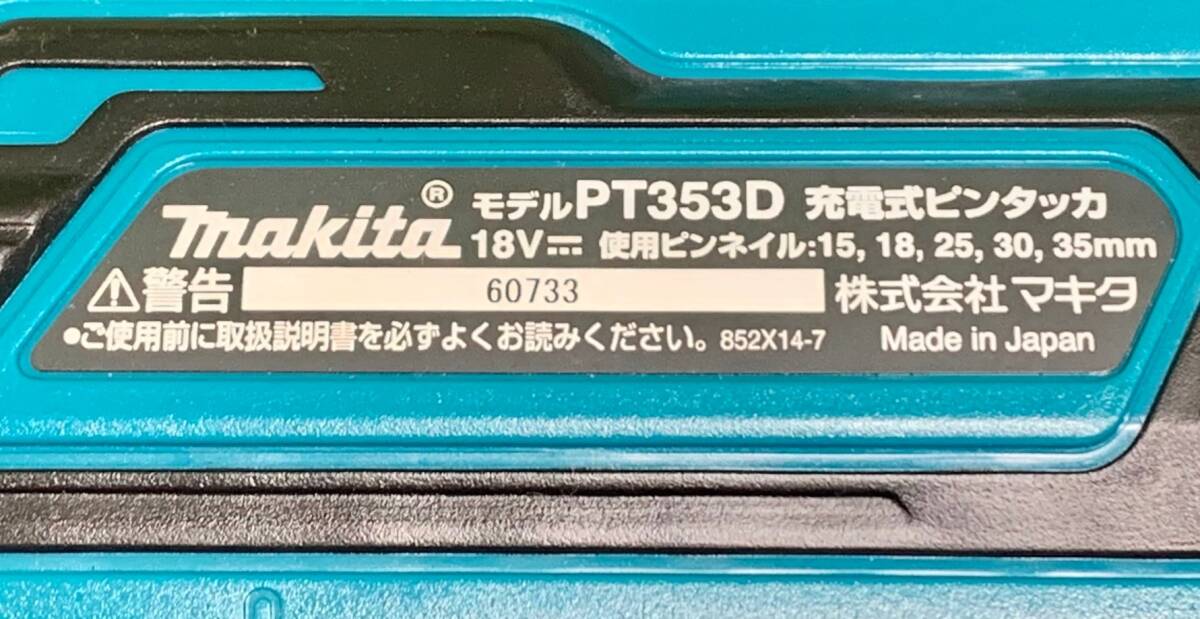 makita® モデルPT353D 充電式ピンタッカ
18V⎓ 使用ピンネイル:15, 18, 25, 30, 35mm
⚠警告 60733 株式会社 マキタ
●ご使用前に取扱説明書を必ずよくお読みください。 852X14-7 Made in Japan